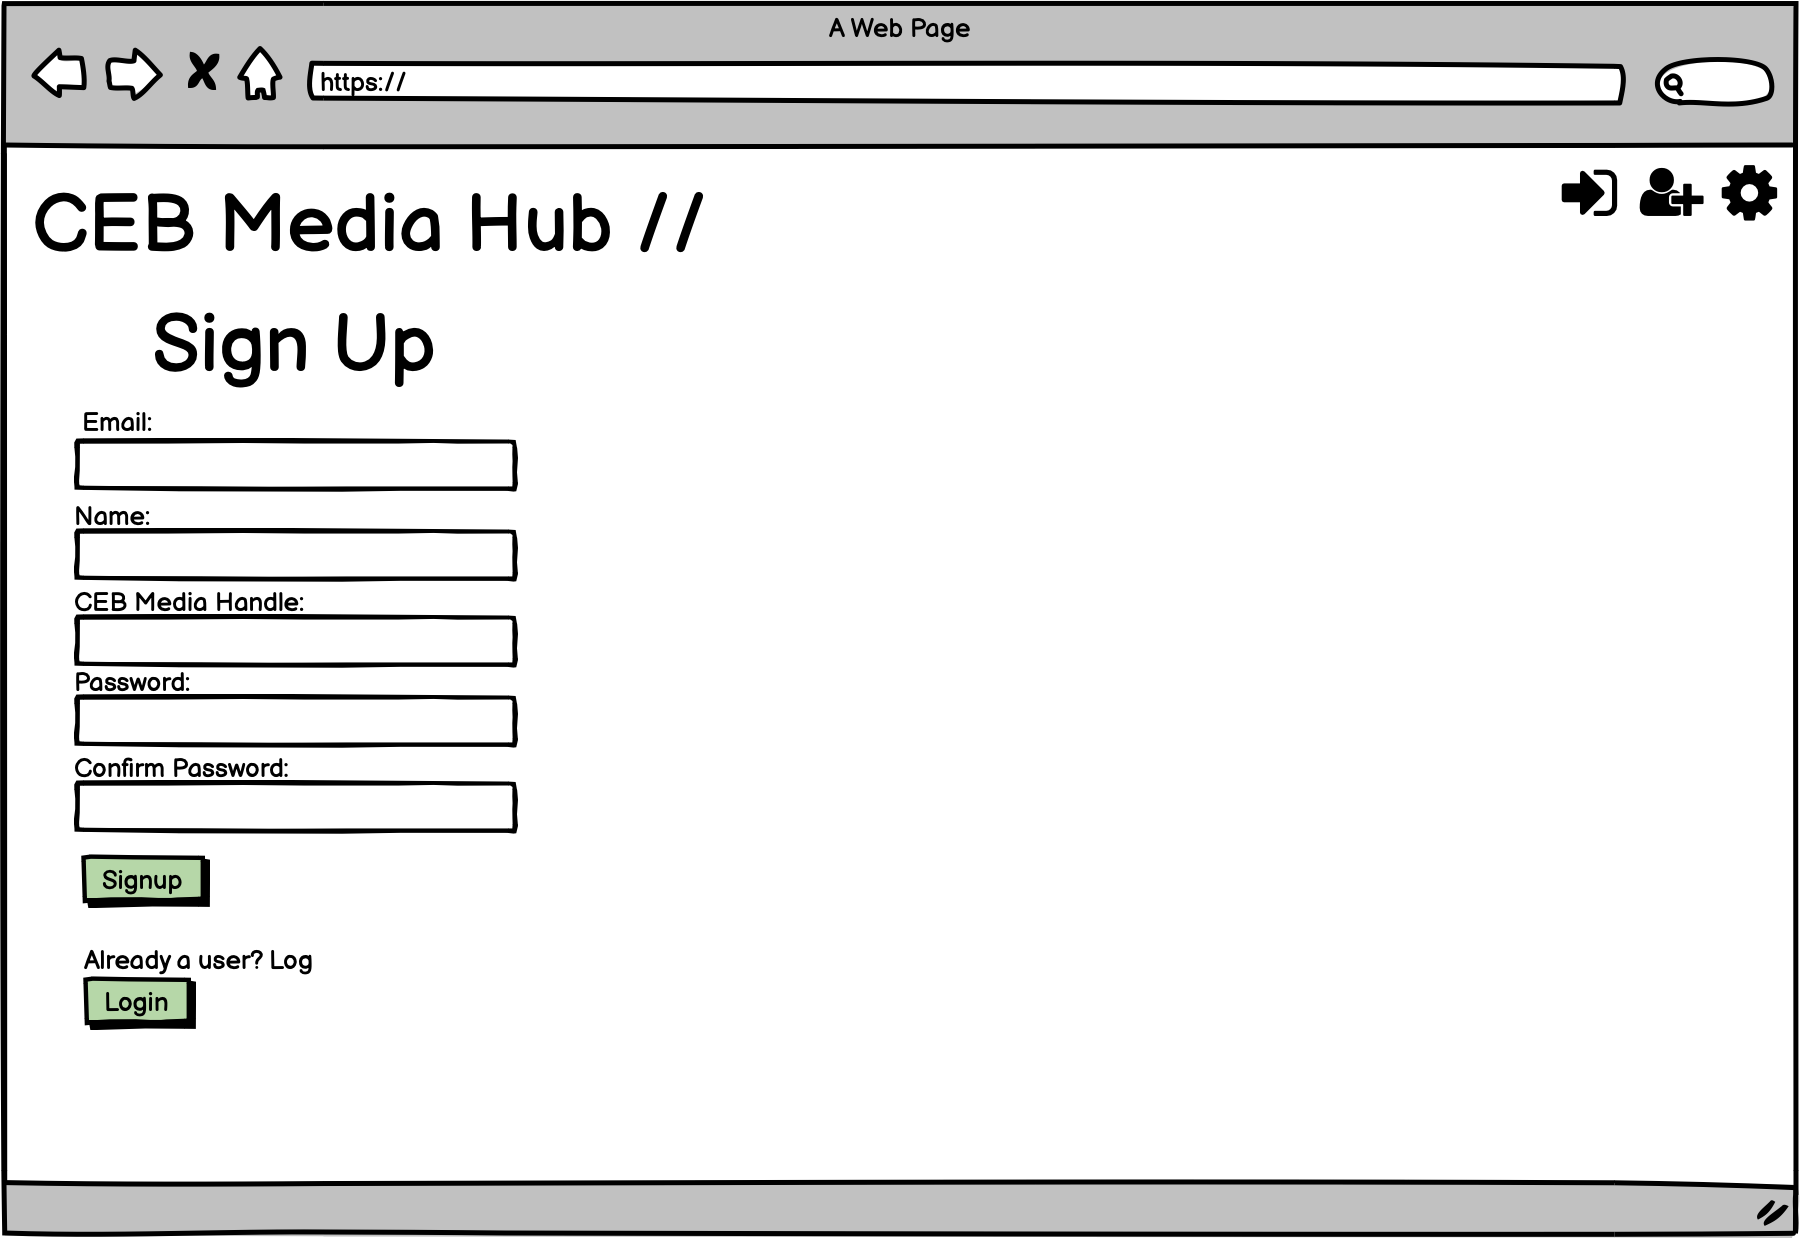 A Web Page
https://
CEB Media Hub //
Sign Up
Email:
Name:
CEB Media Handle:
Password:
Confirm Password:
Signup
Already a user? Log
Login